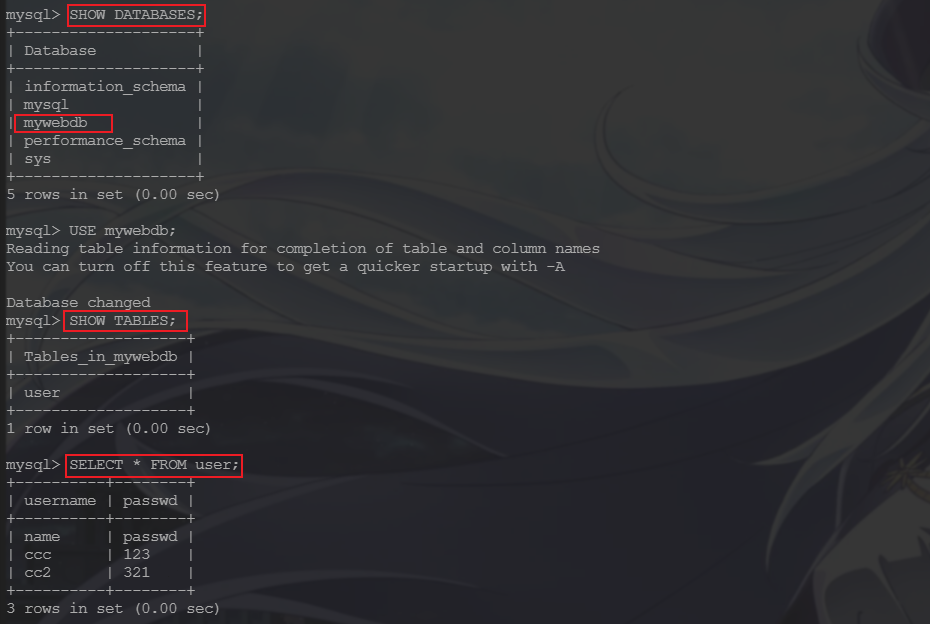 mysql> SHOW DATABASES;
+--------------------+
| Database           |
+--------------------+
| information_schema |
| mysql              |
| mywebdb            |
| performance_schema |
| sys                |
+--------------------+
5 rows in set (0.00 sec)

mysql> USE mywebdb;
Reading table information for completion of table and column names
You can turn off this feature to get a quicker startup with -A

Database changed
mysql> SHOW TABLES;
+-------------------+
| Tables_in_mywebdb |
+-------------------+
| user              |
+-------------------+
1 row in set (0.00 sec)

mysql> SELECT * FROM user;
+----------+--------+
| username | passwd |
+----------+--------+
| name     | passwd |
| ccc      | 123    |
| cc2      | 321    |
+----------+--------+
3 rows in set (0.00 sec)